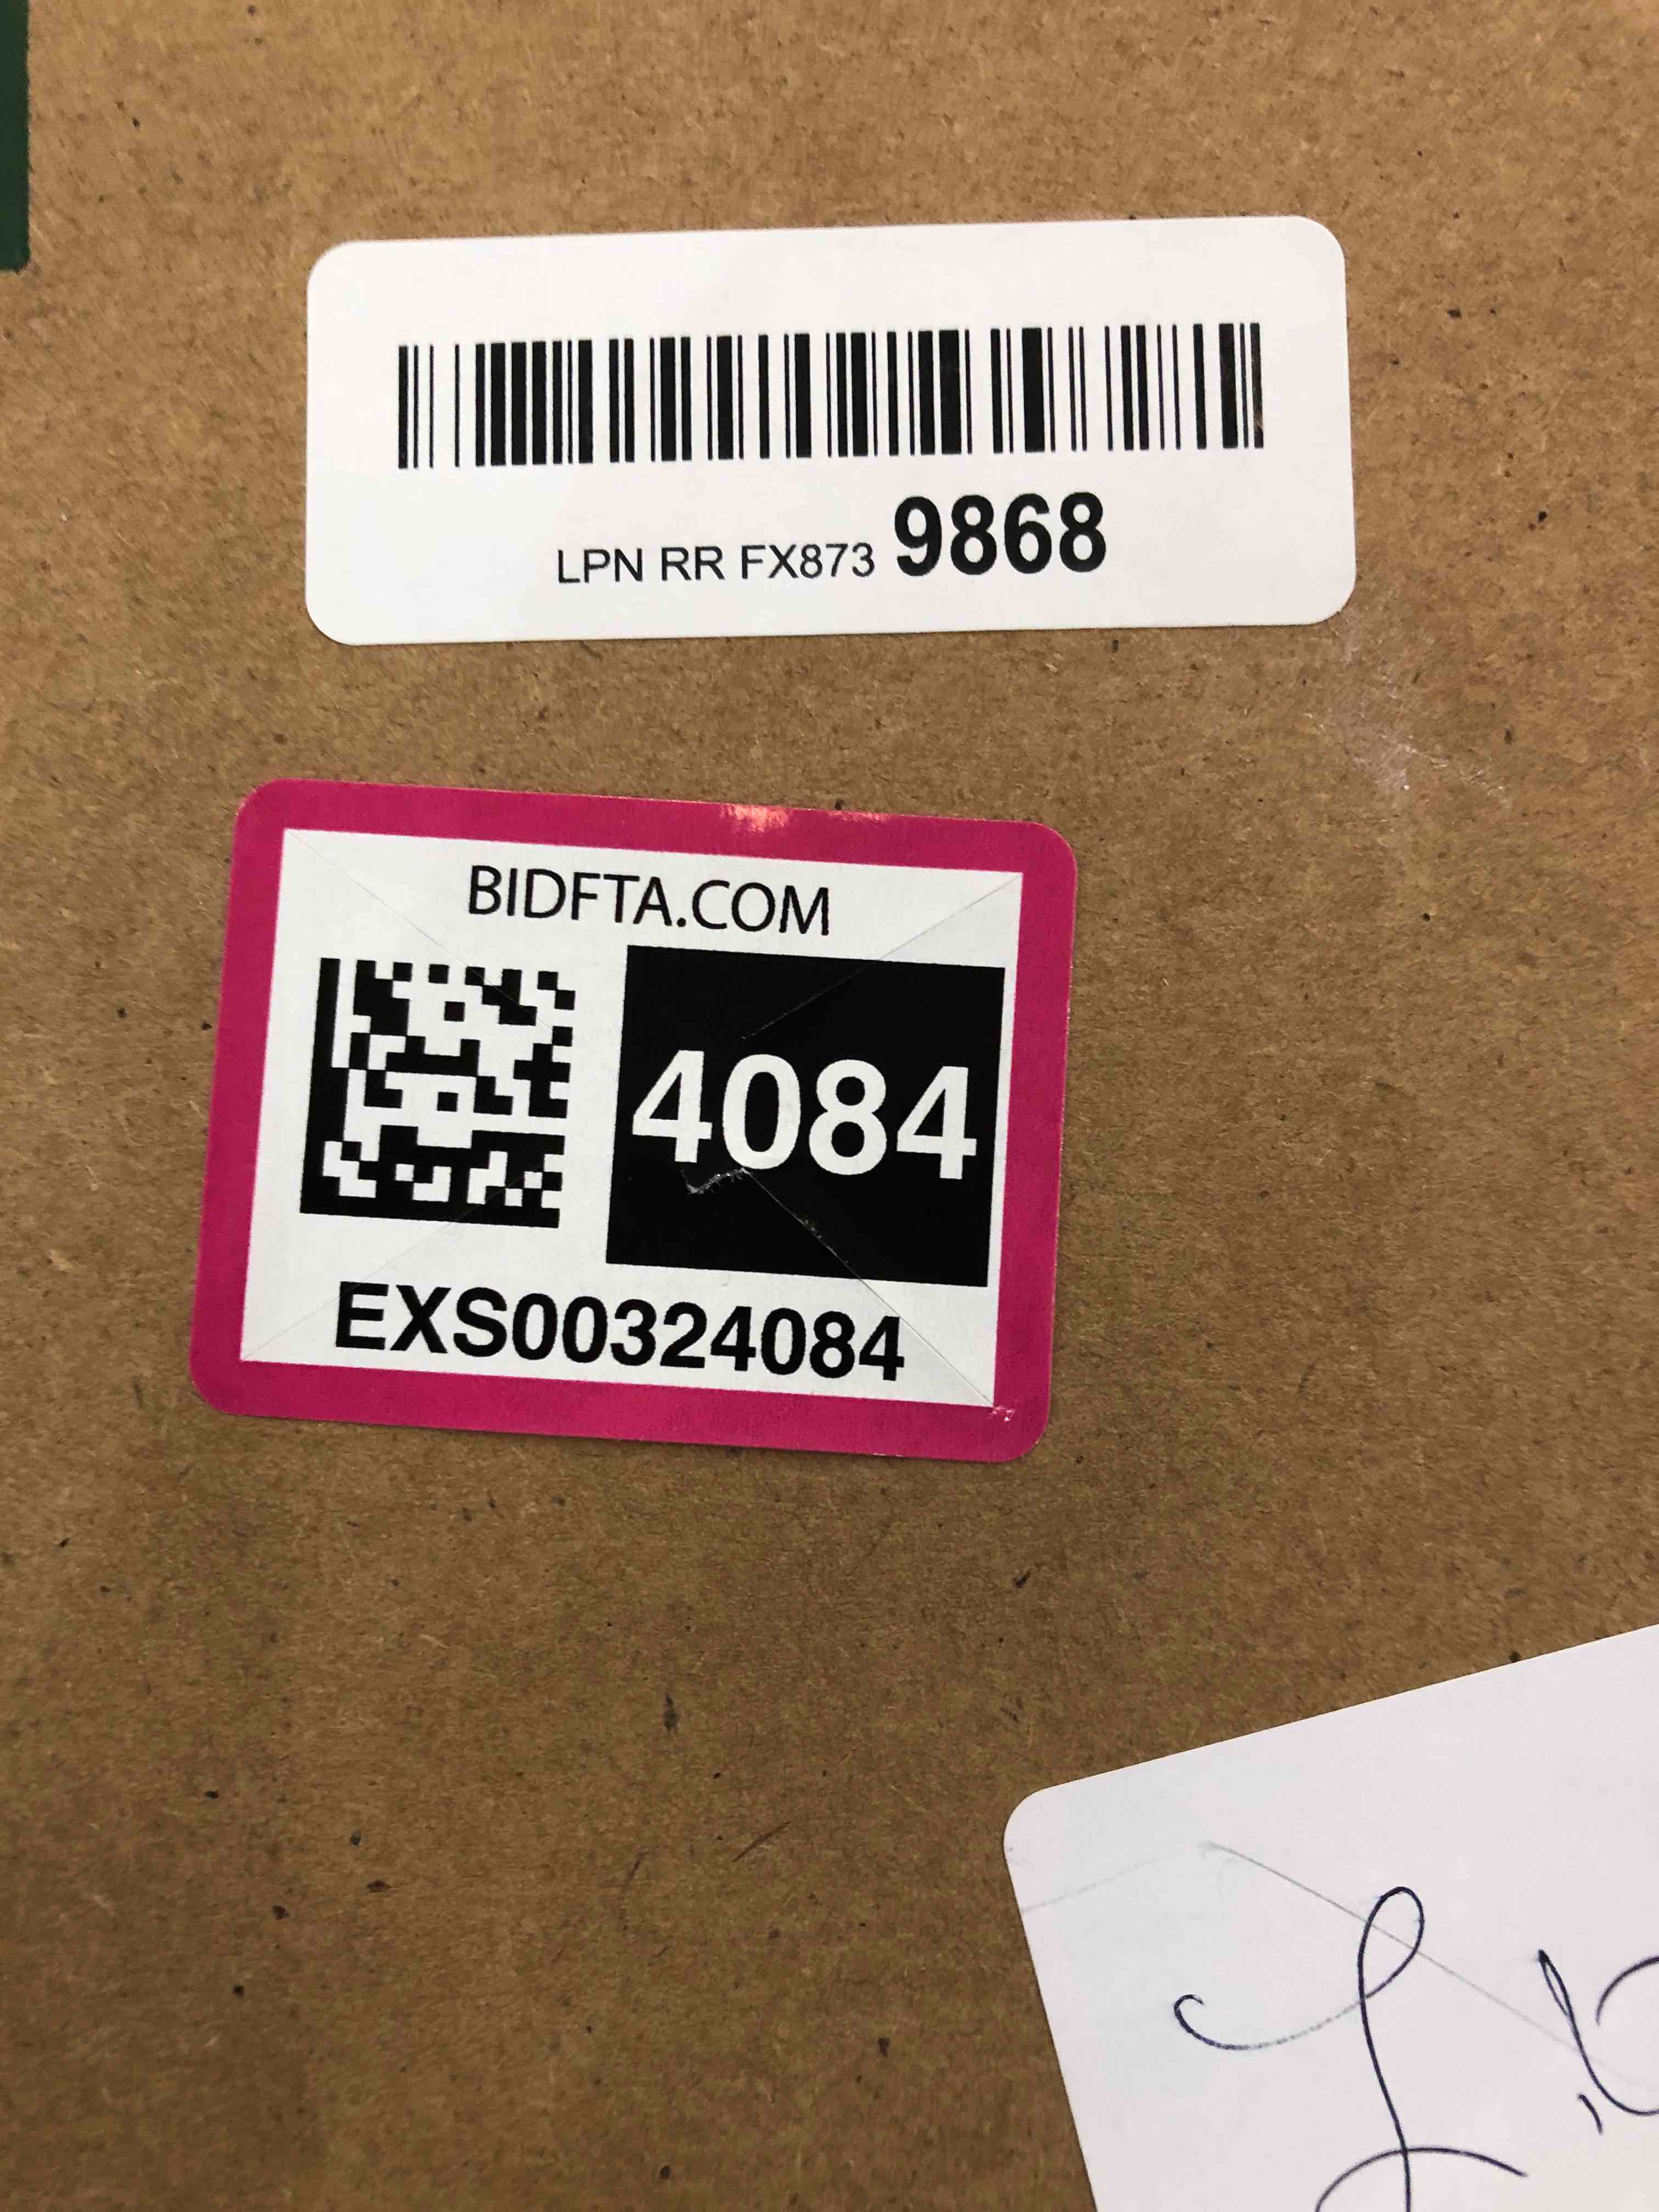 LPN RR FX873 9868
BIDFTA.COM
4084
EXS00324084